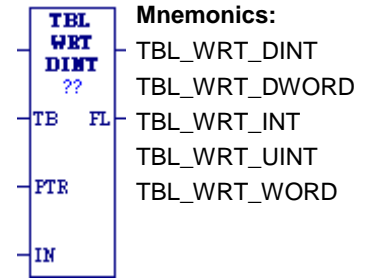 TBL
WRT
DINT
??
TB FL
PTR
IN
Mnemonics:
TBL_WRT_DINT
TBL_WRT_DWORD
TBL_WRT_INT
TBL_WRT_UINT
TBL_WRT_WORD